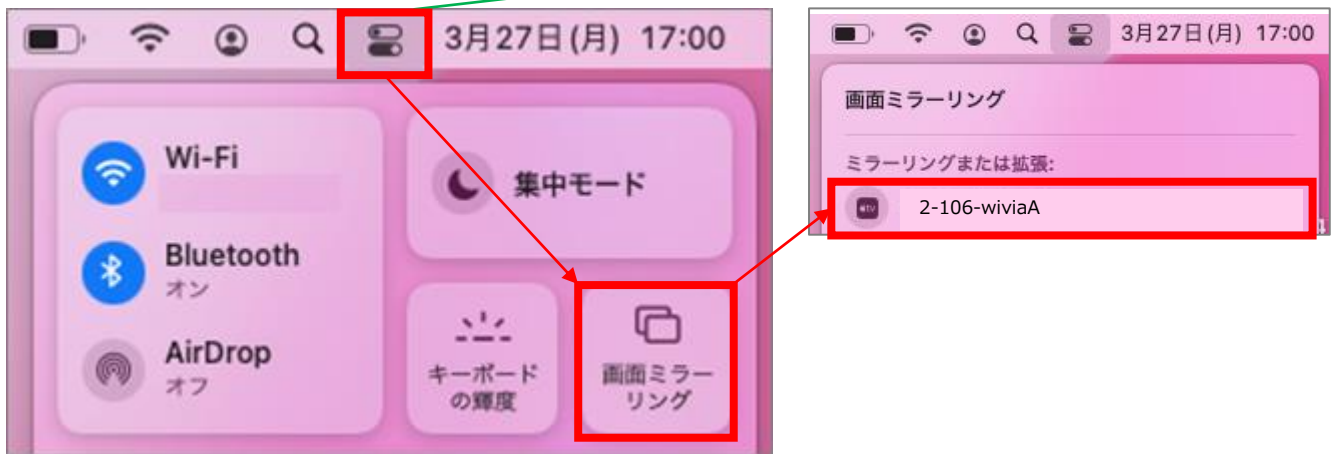 3月27日(月) 17:00
Wi-Fi
集中モード
Bluetooth
オン
AirDrop
オフ
キーボード
の輝度
画面ミラー
リング
3月27日(月) 17:00
画面ミラーリング
ミラーリングまたは拡張:
tv
2-106-wiviaA